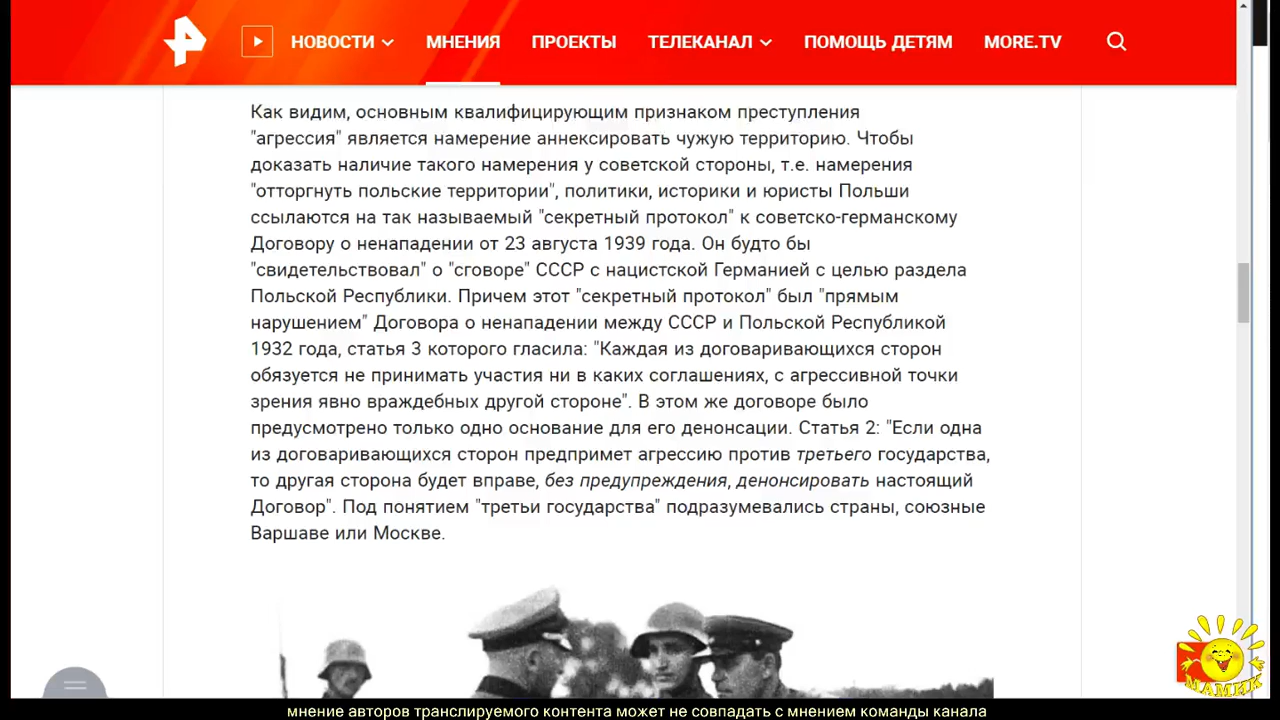 НОВОСТИ
МНЕНИЯ
ПРОЕКТЫ
ТЕЛЕКАНАЛ
ПОМОЩЬ ДЕТЯМ
MORE.TV
Как видим, основным квалифицирующим признаком преступления
"агрессия" является намерение аннексировать чужую территорию. Чтобы
доказать наличие такого намерения у советской стороны, т.е. намерения
"отторгнуть польские территории", политики, историки и юристы Польши
ссылаются на так называемый "секретный протокол" к советско-германскому
Договору о ненападении от 23 августа 1939 года. Он будто бы
"свидетельствовал" о "сговоре" СССР с нацистской Германией с целью раздела
Польской Республики. Причем этот "секретный протокол" был "прямым
нарушением" Договора о ненападении между СССР и Польской Республикой
1932 года, статья 3 которого гласила: "Каждая из договаривающихся сторон
обязуется не принимать участия ни в каких соглашениях, с агрессивной точки
зрения явно враждебных другой стороне". В этом же договоре было
предусмотрено только одно основание для его денонсации. Статья 2: "Если одна
из договаривающихся сторон предпримет агрессию против третьего государства,
то другая сторона будет вправе, без предупреждения, денонсировать настоящий
Договор". Под понятием "третьи государства" подразумевались страны, союзные
Варшаве или Москве.
МАМИК
мнение авторов транслируемого контента может не совпадать с мнением команды канала